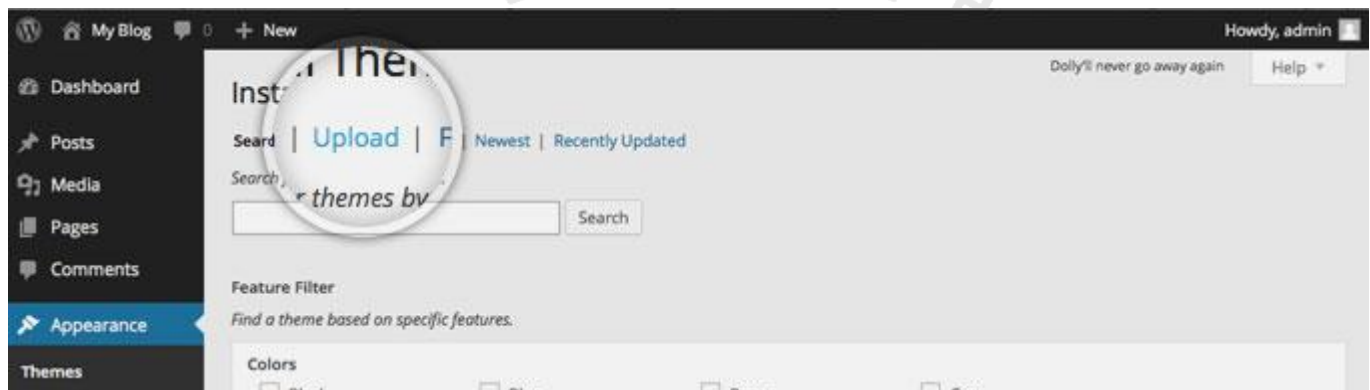 My Blog 0 + New Howdy, admin
Dolly'll never go away again Help
Dashboard
Posts
Media
Pages
Comments
Appearance
Themes
Upload | Newest | Recently Updated
themes by
Search
Feature Filter
Find a theme based on specific features.
Colors